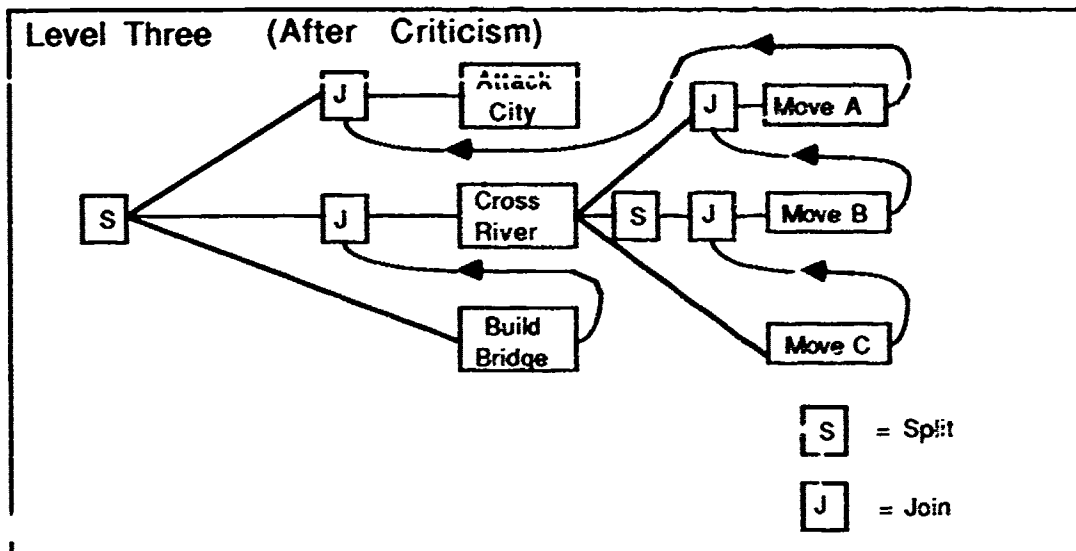 Level Three (After Criticism)
J
Attack
City
J
Move A
S
J
Cross
River
S
J
Move B
Build
Bridge
Move C
S = Split
J = Join